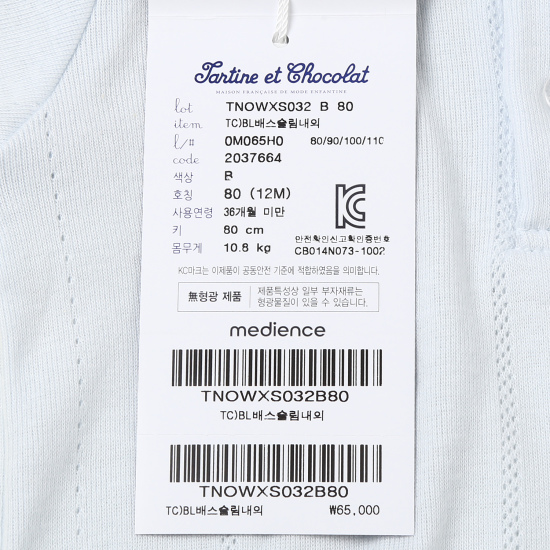 Tartine et Chocolat
MAISON FRANÇAISE DE MODE ENFANTINE
lot TNOWXS032 B 80
item TC)BL배스슬림내의
l/# 0M065H0 80/90/100/110
code 2037664
색상 B
호칭 80 (12M)
사용연령 36개월 미만
키 80 cm
몸무게 10.8 kg
안전확인신고확인증번호
CB014N073-1002
KC마크는 이제품이 공동안전 기준에 적합하였음을 의미합니다.
無형광 제품
제품특성상 일부 부자재류는
형광물질이 있을 수 있습니다.
medience
TNOWXS032B80
TC)BL배스슬림내의
TNOWXS032B80
TC)BL배스슬림내의 ₩65,000